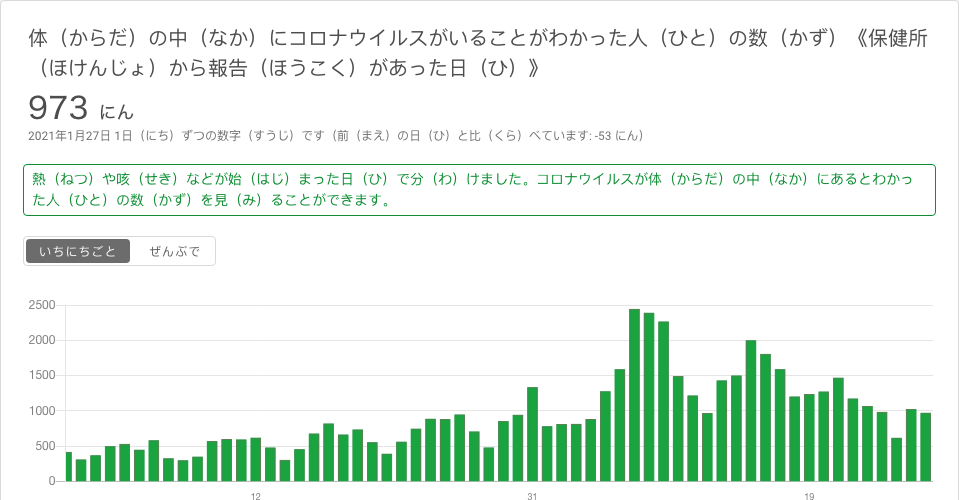 体（からだ）の中（なか）にコロナウイルスがいることがわかった人（ひと）の数（かず）《保健所
（ほけんじょ）から報告（ほうこく）があった日（ひ）》
973 にん
2021年1月27日 1日（にち）ずつの数字（すうじ）です（前（まえ）の日（ひ）と比（くら）べています: -53 にん）
熱（ねつ）や咳（せき）などが始（はじ）まった日（ひ）で分（わ）けました。コロナウイルスが体（からだ）の中（なか）にあるとわかっ
た人（ひと）の数（かず）を見（み）ることができます。
いちにちごと ぜんぶで
2500
2000
1500
1000
500
0
12 31 19